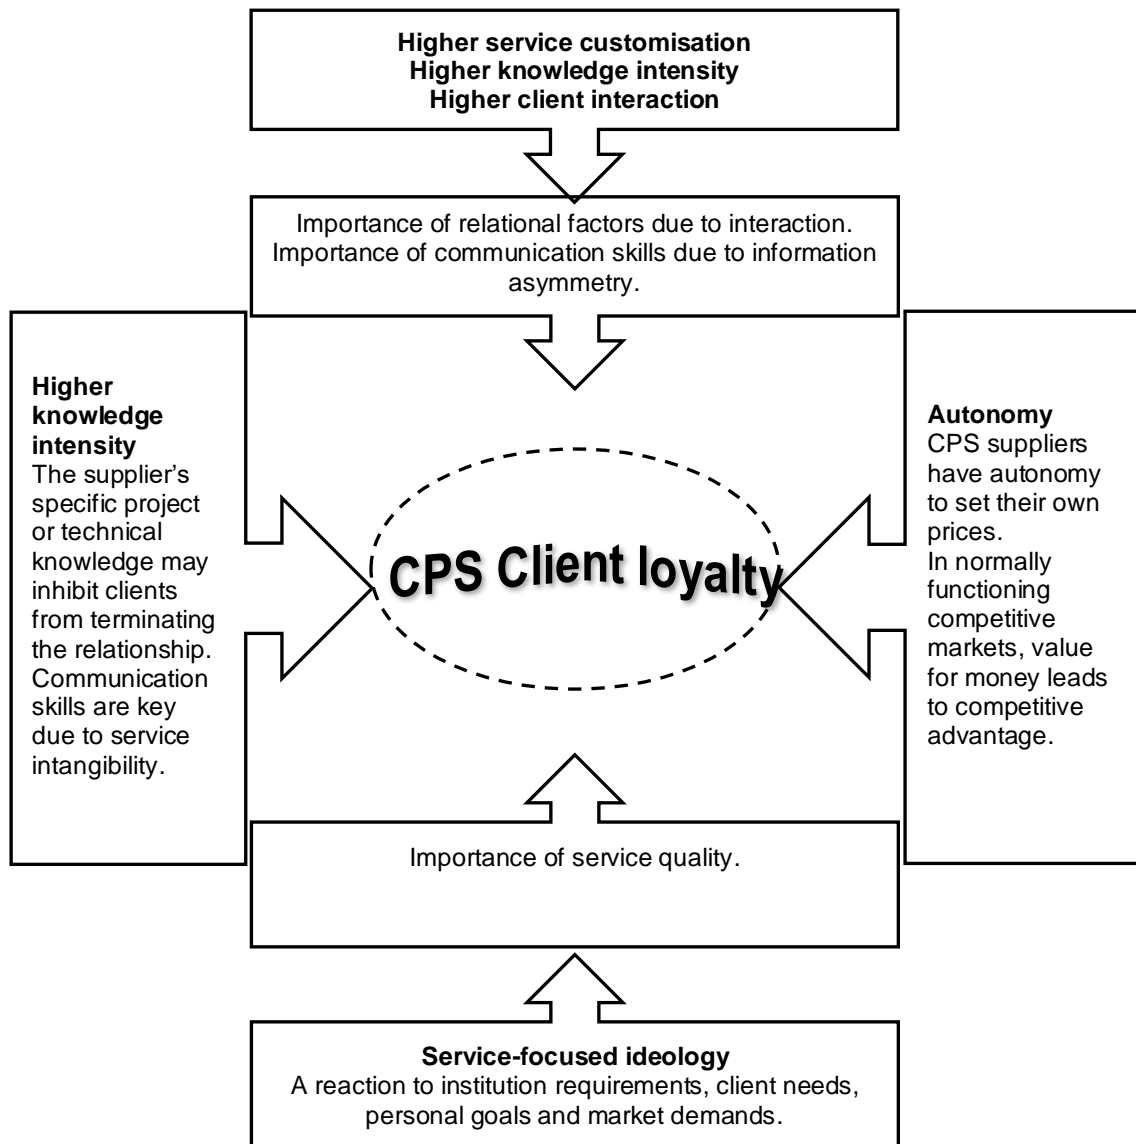 Higher service customisation
Higher knowledge intensity
Higher client interaction
Importance of relational factors due to interaction.
Importance of communication skills due to information
asymmetry.
Higher
knowledge
intensity
The supplier's
specific project
or technical
knowledge may
inhibit clients
from terminating
the relationship.
Communication
skills are key
due to service
intangibility.
CPS Client loyalty
Autonomy
CPS suppliers
have autonomy
to set their own
prices.
In normally
functioning
competitive
markets, value
for money leads
to competitive
advantage.
Importance of service quality.
Service-focused ideology
A reaction to institution requirements, client needs,
personal goals and market demands.